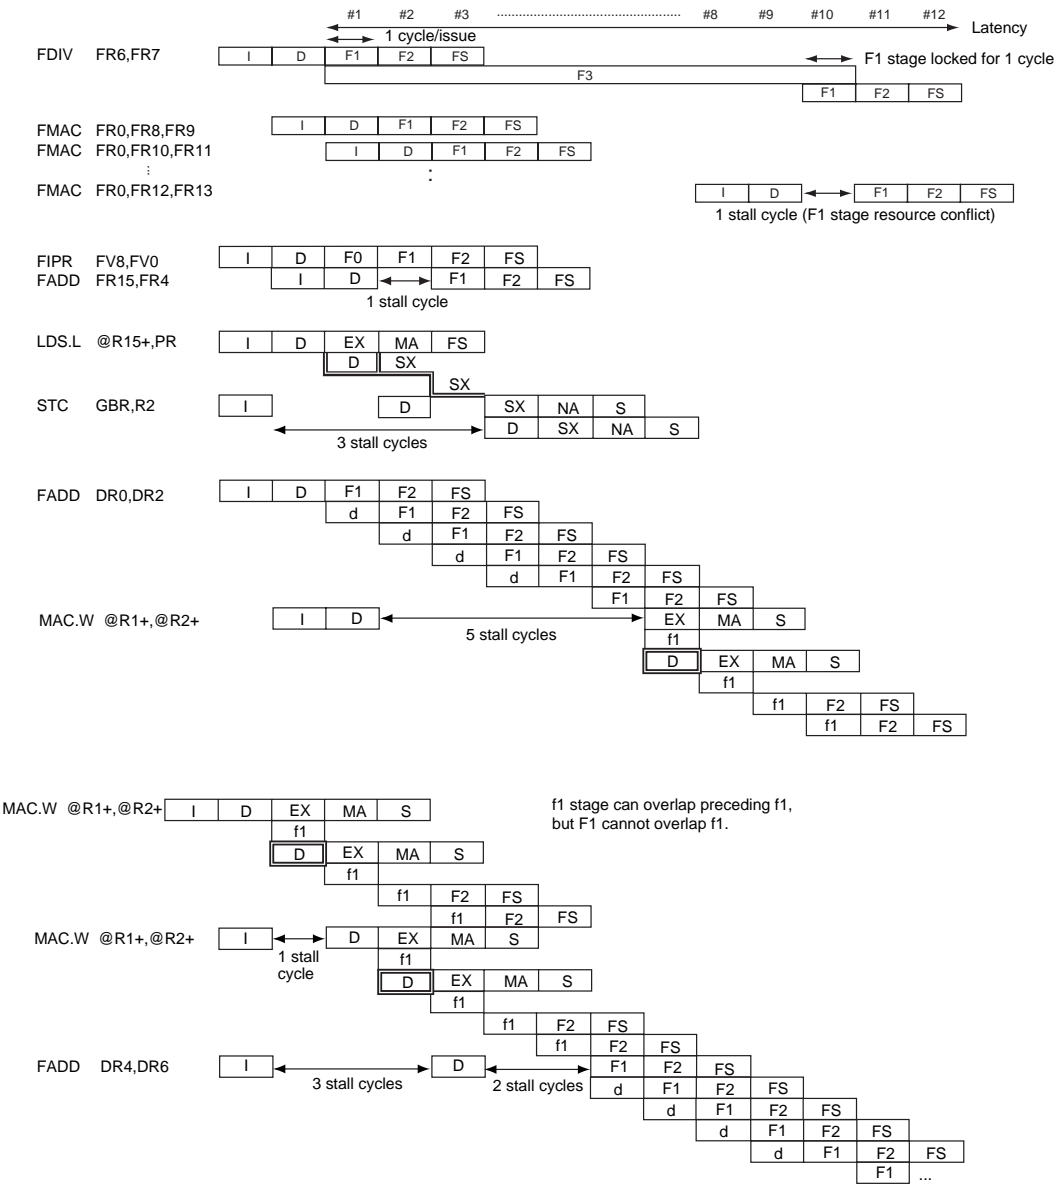 #1 #2 #3 #8 #9 #10 #11 #12
Latency
1 cycle/issue
FDIV FR6,FR7 I D F1 F2 FS F1 stage locked for 1 cycle
F3
F1 F2 FS
FMAC FR0,FR8,FR9 I D F1 F2 FS
FMAC FR0,FR10,FR11 I D F1 F2 FS
FMAC FR0,FR12,FR13 I D F1 F2 FS
1 stall cycle (F1 stage resource conflict)
FIPR FV8,FV0 I D F0 F1 F2 FS
FADD FR15,FR4 I D F1 F2 FS
1 stall cycle
LDS.L @R15+,PR I D EX MA FS
D SX
SX
STC GBR,R2 I D SX NA S
3 stall cycles D SX NA S
FADD DR0,DR2 I D F1 F2 FS
d F1 F2 FS
d F1 F2 FS
d F1 F2 FS
d F1 F2 FS
F1 F2 FS
MAC.W @R1+,@R2+ I D EX MA S
5 stall cycles f1
D EX MA S
f1
f1 F2 FS
f1 F2 FS
MAC.W @R1+,@R2+ I D EX MA S
f1
D EX MA S
f1
f1 F2 FS
f1 F2 FS
f1 stage can overlap preceding f1,
but F1 cannot overlap f1.
MAC.W @R1+,@R2+ I D EX MA S
1 stall
cycle
f1
D EX MA S
f1
f1 F2 FS
f1 F2 FS
FADD DR4,DR6 I D F1 F2 FS
3 stall cycles 2 stall cycles d F1 F2 FS
d F1 F2 FS
d F1 F2 FS
d F1 F2 FS
F1 ...